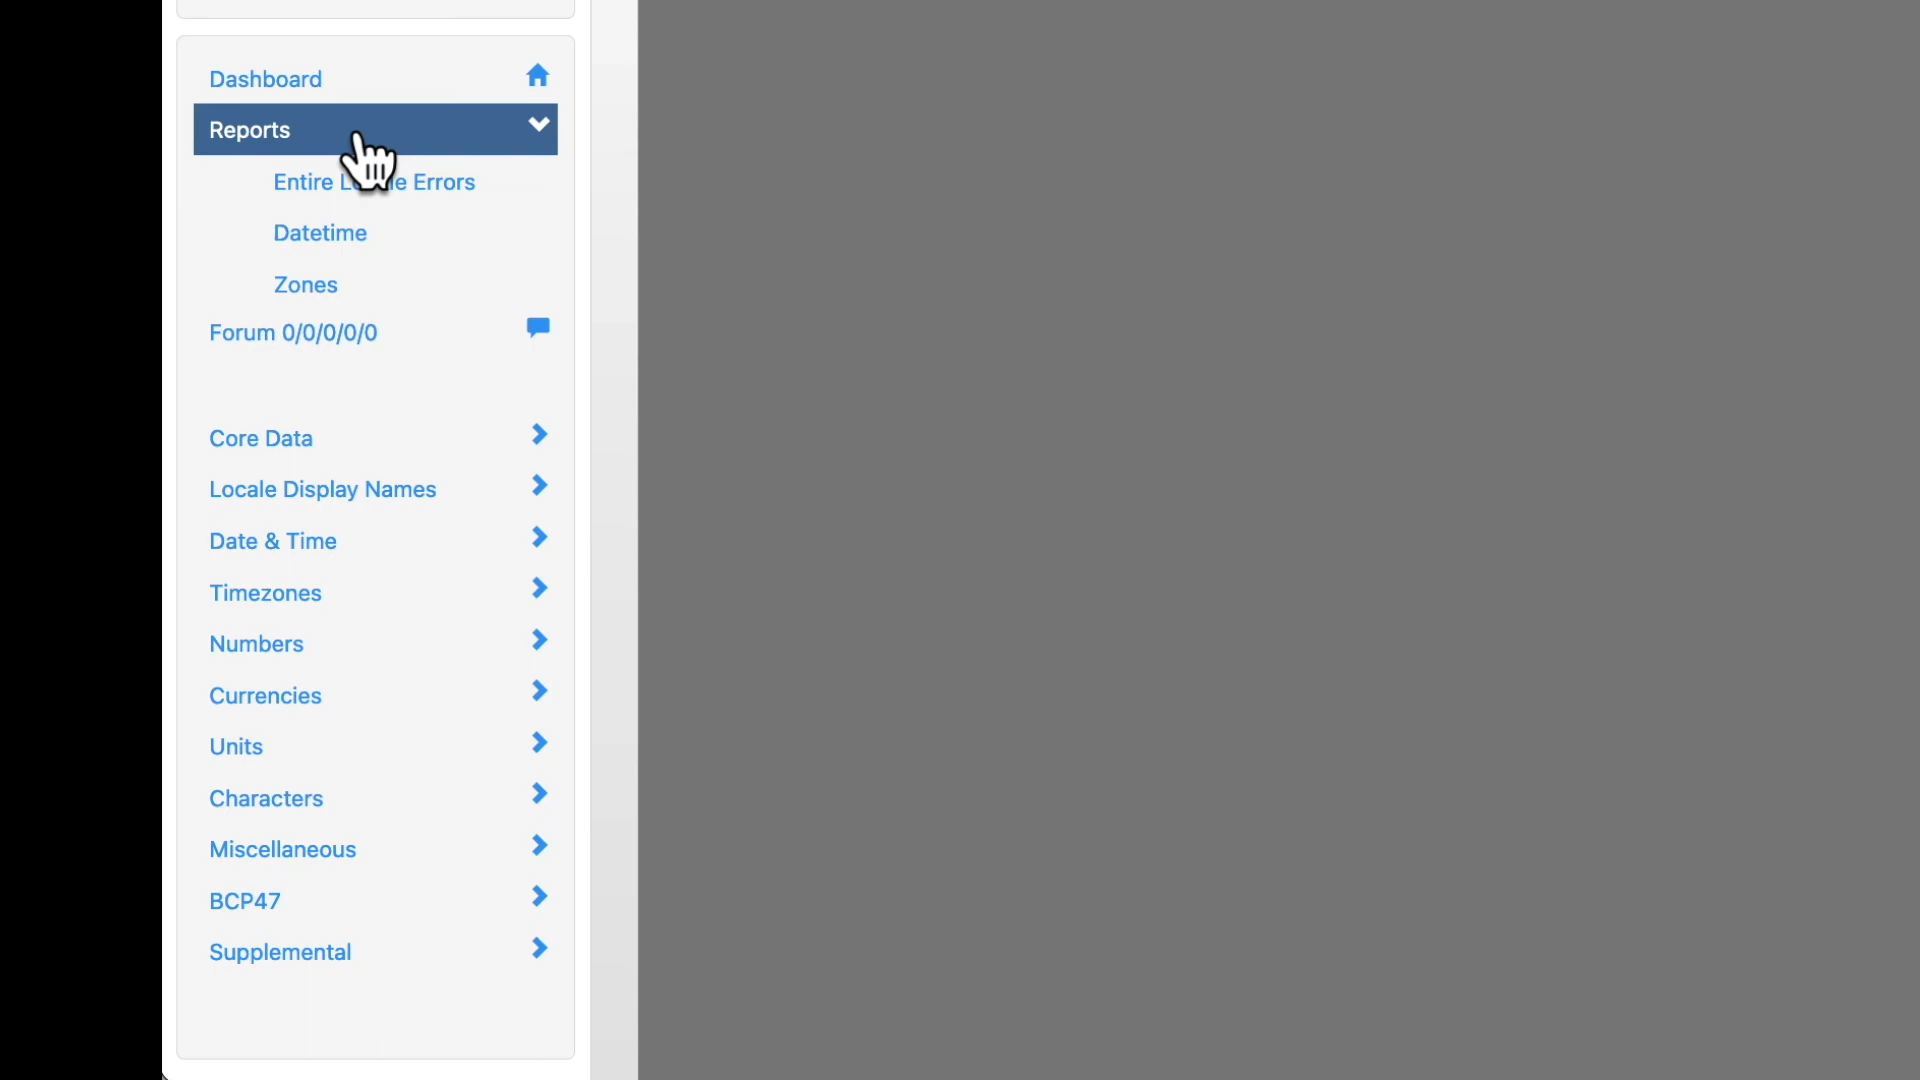 Dashboard
Reports
Entire Errors
Datetime
Zones
Forum 0/0/0/0/0
Core Data
Locale Display Names
Date & Time
Timezones
Numbers
Currencies
Units
Characters
Miscellaneous
BCP47
Supplemental